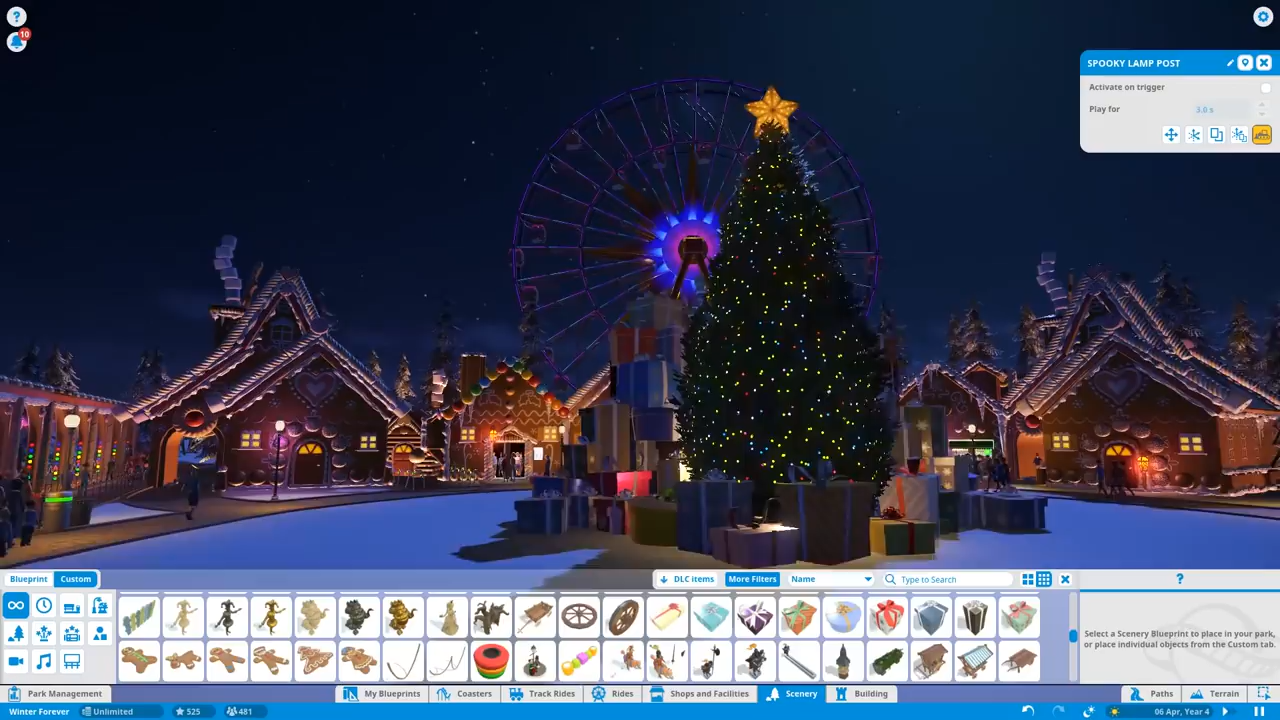 ?
10
SPOOKY LAMP POST
Activate on trigger
Play for 3.0 s
Blueprint Custom DLC items More Filters Name Type to Search ?
Select a Scenery Blueprint to place in your park,
or place individual objects from the Custom tab.
Park Management My Blueprints Coasters Track Rides Rides Shops and Facilities Scenery Building Paths Terrain
Winter Forever Unlimited 525 481 06 Apr, Year 4